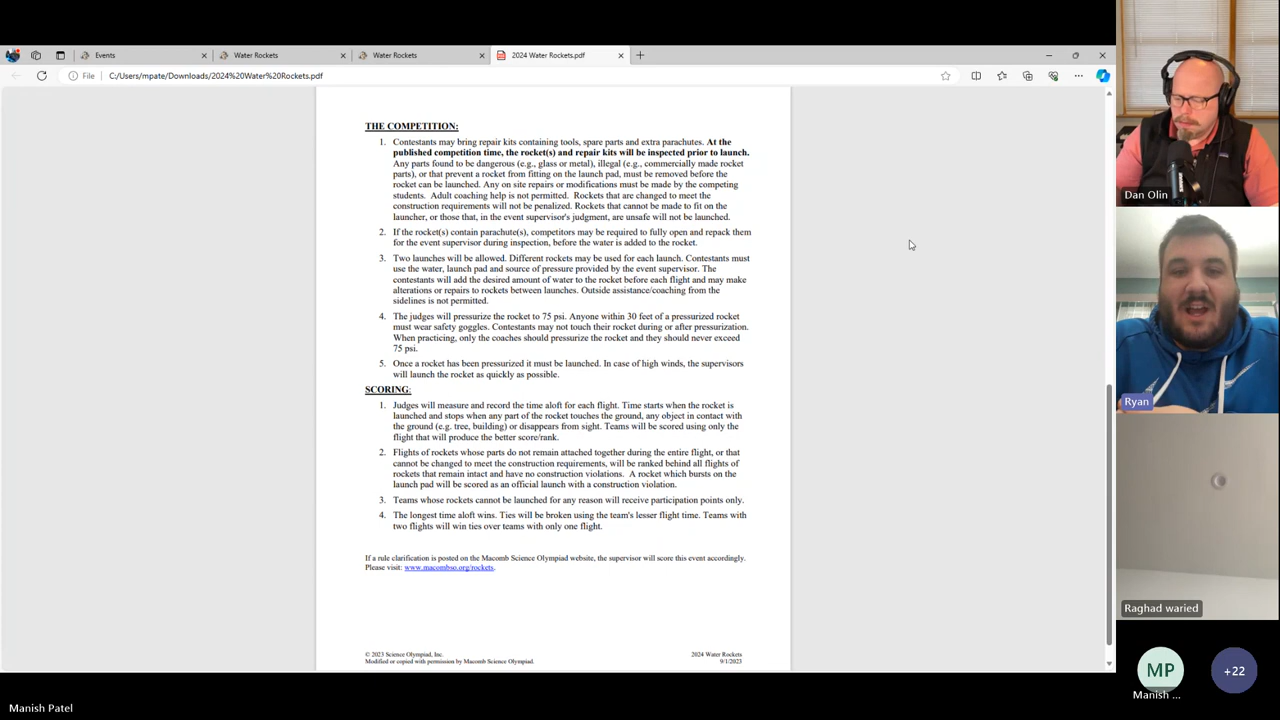 Events
Water Rockets
Water Rockets
2024 Water Rockets.pdf
File
C:/Users/mpate/Downloads/2024%20Water%20Rockets.pdf
THE COMPETITION:
1. Contestants may bring repair kits containing tools, spare parts and extra parachutes. At the
published competition time, the rocket(s) and repair kits will be inspected prior to launch.
Any parts found to be dangerous (e.g., glass or metal), illegal (e.g., commercially made rocket
parts), or that prevent a rocket from fitting on the launch pad, must be removed before the
rocket can be launched. Any on site repairs or modifications must be made by the competing
students. Adult coaching help is not permitted. Rockets that are changed to meet the
construction requirements will not be penalized. Rockets that cannot be made to fit on the
launcher, or those that, in the event supervisor's judgment, are unsafe will not be launched.
2. If the rocket(s) contain parachute(s), competitors may be required to fully open and repack them
for the event supervisor during inspection, before the water is added to the rocket.
3. Two launches will be allowed. Different rockets may be used for each launch. Contestants must
use the water, launch pad and source of pressure provided by the event supervisor. The
contestants will add the desired amount of water to the rocket before each flight and may make
alterations or repairs to rockets between launches. Outside assistance/coaching from the
sidelines is not permitted.
4. The judges will pressurize the rocket to 75 psi. Anyone within 30 feet of a pressurized rocket
must wear safety goggles. Contestants may not touch their rocket during or after pressurization.
When practicing, only the coaches should pressurize the rocket and they should never exceed
75 psi.
5. Once a rocket has been pressurized it must be launched. In case of high winds, the supervisors
will launch the rocket as quickly as possible.
SCORING:
1. Judges will measure and record the time aloft for each flight. Time starts when the rocket is
launched and stops when any part of the rocket touches the ground, any object in contact with
the ground (e.g. tree, building) or disappears from sight. Teams will be scored using only the
flight that will produce the better score/rank.
2. Flights of rockets whose parts do not remain attached together during the entire flight, or that
cannot be changed to meet the construction requirements, will be ranked behind all flights of
rockets that remain intact and have no construction violations. A rocket which bursts on the
launch pad will be scored as an official launch with a construction violation.
3. Teams whose rockets cannot be launched for any reason will receive participation points only.
4. The longest time aloft wins. Ties will be broken using the team's lesser flight time. Teams with
two flights will win ties over teams with only one flight.
If a rule clarification is posted on the Macomb Science Olympiad website, the supervisor will score this event accordingly.
Please visit: www.macombso.org/rockets.
© 2023 Science Olympiad, Inc.
Modified or copied with permission by Macomb Science Olympiad.
2024 Water Rockets
9/1/2023
Dan Olin
Ryan
Raghad waried
MP
Manish ...
+22
Manish Patel